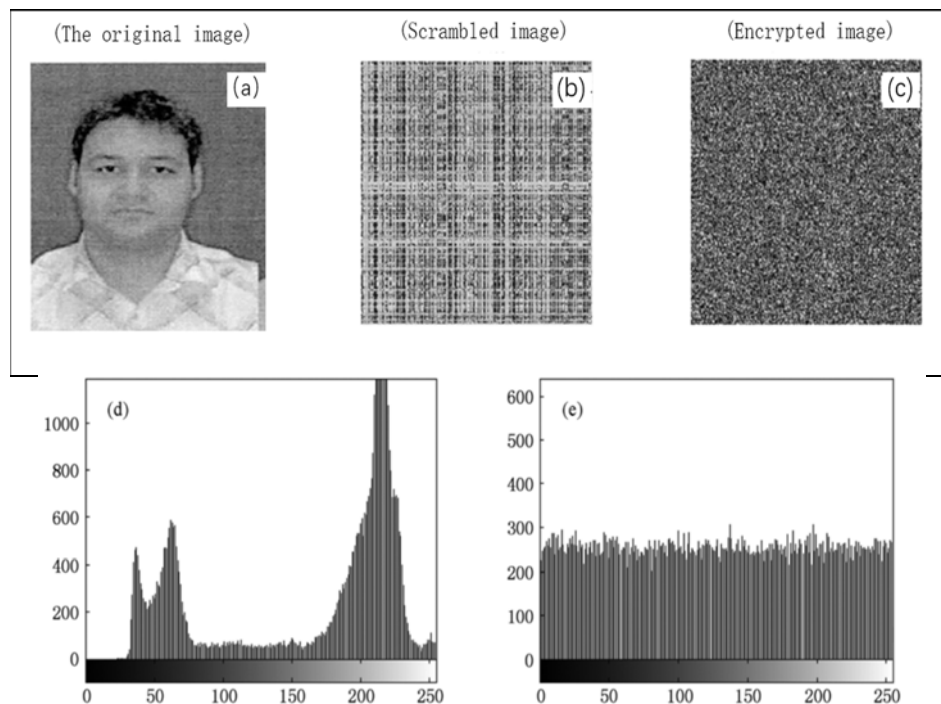 (The original image)
(Scrambled image)
(Encrypted image)
(a)
(b)
(c)
(d)
1000
800
600
400
200
0
0 50 100 150 200 250
(e)
600
500
400
300
200
100
0
0 50 100 150 200 250